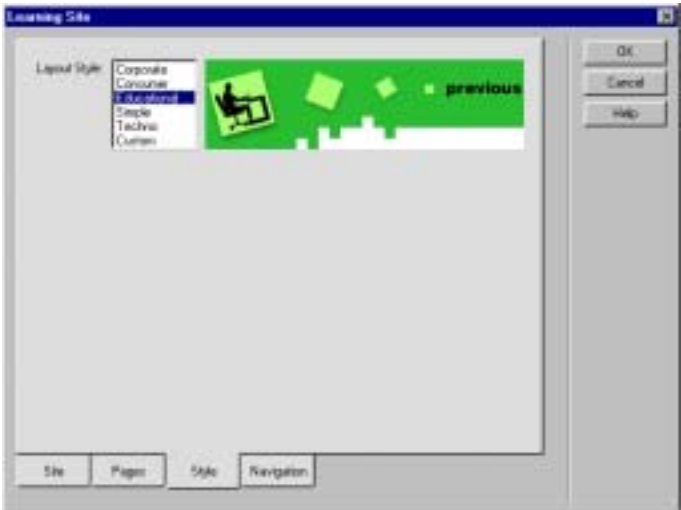 Learning Site
OK
Layout Style:
Corporate
Consumer
Educational
Simple
Techno
Custom
previous
Cancel
Help
Site
Pages
Style
Navigation